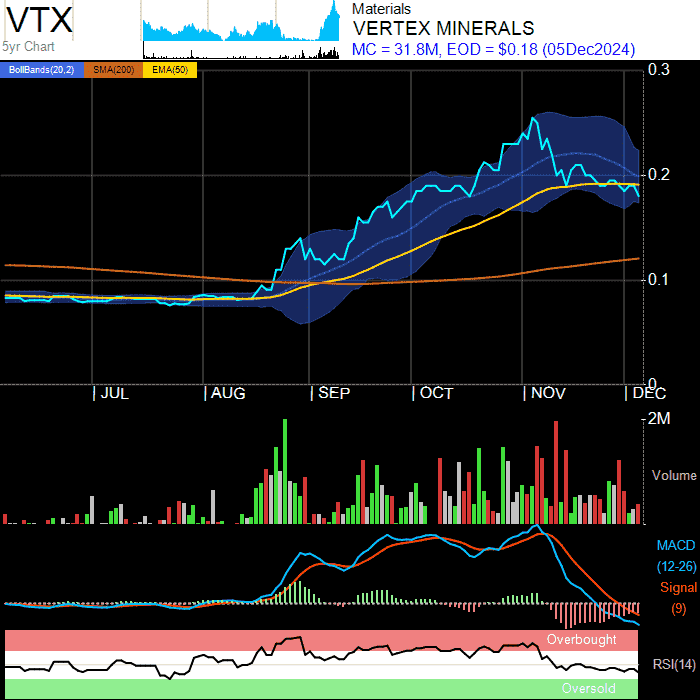 VTX
5yr Chart
Materials
VERTEX MINERALS
MC = 31.8M, EOD = $0.18 (05Dec2024)
BollBands(20,2) SMA(200) EMA(50)
0.3
0.2
0.1
0
| JUL | AUG | SEP | OCT | NOV | DEC
2M
Volume
MACD
(12-26)
Signal
(9)
Overbought
RSI(14)
Oversold